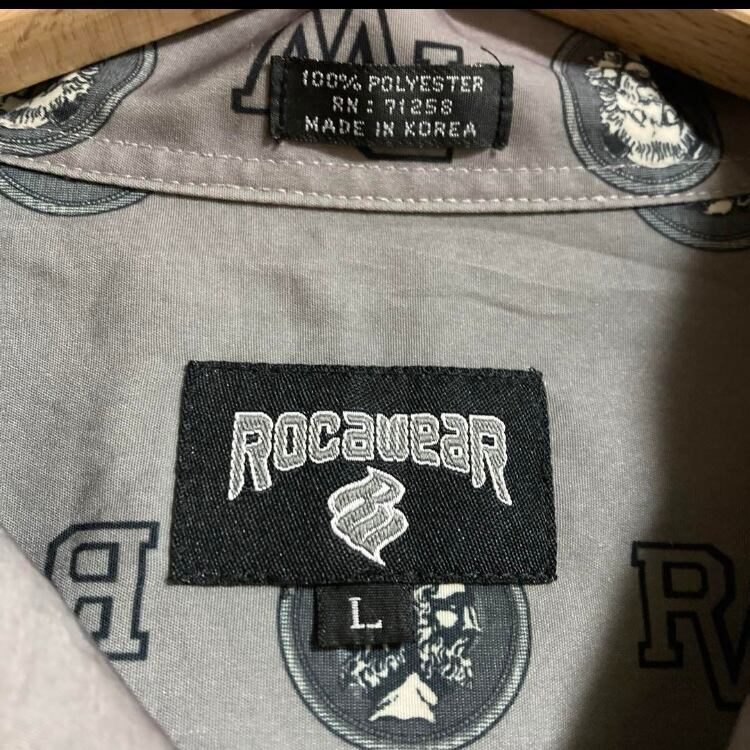 W
100% POLYESTER
RN: 71258
MADE IN KOREA
ROCAWEAR
L
R
R